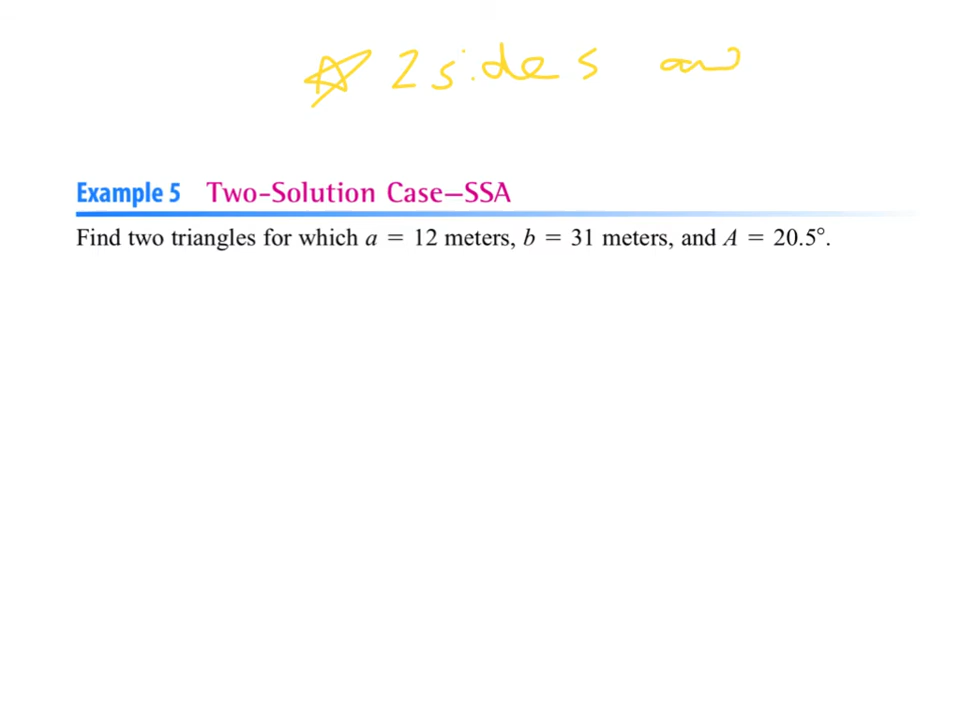 2 sides an
Example 5 Two-Solution Case—SSA
Find two triangles for which a = 12 meters, b = 31 meters, and A = 20.5°.